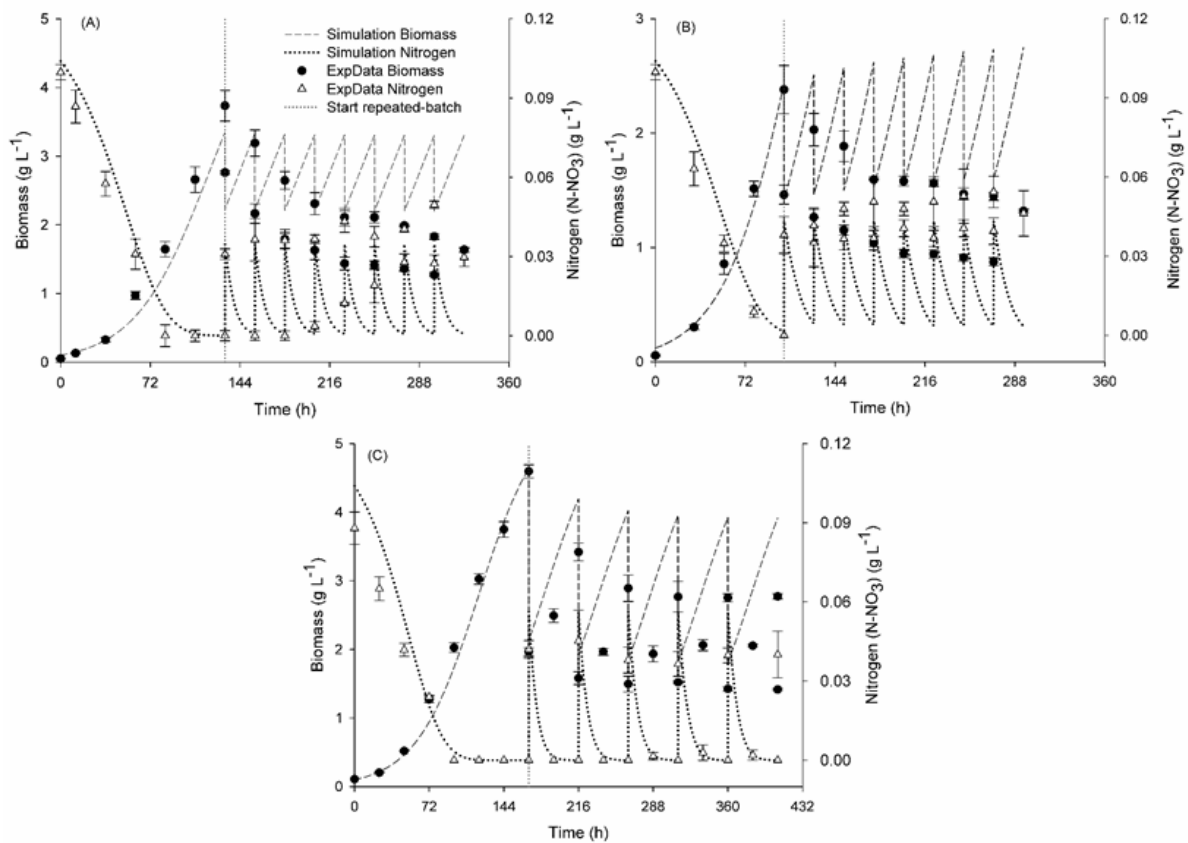 (A)
Simulation Biomass
Simulation Nitrogen
ExpData Biomass
ExpData Nitrogen
Start repeated-batch
5
4
3
2
1
0
Biomass (g L⁻¹)
0.12
0.09
0.06
0.03
0.00
Nitrogen (N-NO₃) (g L⁻¹)
0 72 144 216 288 360
Time (h)
(B)
3
2
1
0
Biomass (g L⁻¹)
0.12
0.09
0.06
0.03
0.00
Nitrogen (N-NO₃) (g L⁻¹)
0 72 144 216 288 360
Time (h)
(C)
5
4
3
2
1
0
Biomass (g L⁻¹)
0.12
0.09
0.06
0.03
0.00
Nitrogen (N-NO₃) (g L⁻¹)
0 72 144 216 288 360 432
Time (h)